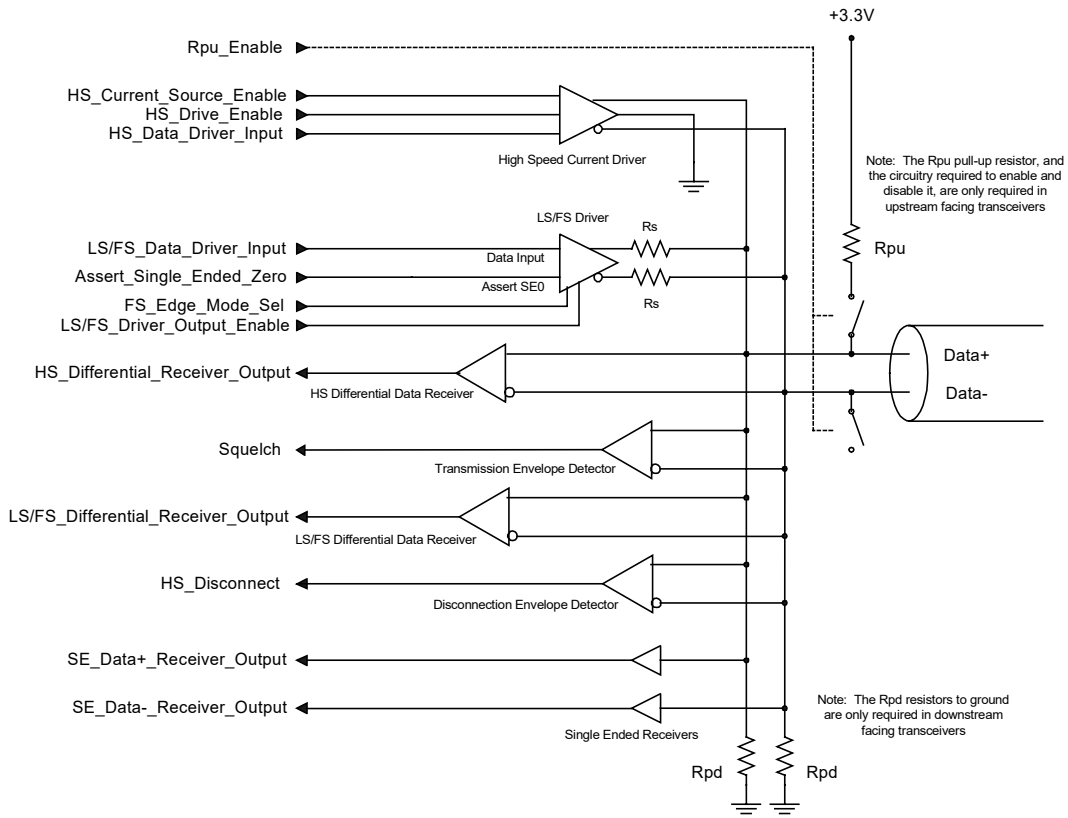 +3.3V
Rpu_Enable
HS_Current_Source_Enable
HS_Drive_Enable
HS_Data_Driver_Input
High Speed Current Driver
Note: The Rpu pull-up resistor, and
the circuitry required to enable and
disable it, are only required in
upstream facing transceivers
LS/FS Driver
Rs
LS/FS_Data_Driver_Input
Data Input
Rpu
Assert_Single_Ended_Zero
Assert SE0
Rs
FS_Edge_Mode_Sel
LS/FS_Driver_Output_Enable
Data+
HS_Differential_Receiver_Output
HS Differential Data Receiver
Data-
Squelch
Transmission Envelope Detector
LS/FS_Differential_Receiver_Output
LS/FS Differential Data Receiver
HS_Disconnect
Disconnection Envelope Detector
SE_Data+_Receiver_Output
SE_Data-_Receiver_Output
Single Ended Receivers
Note: The Rpd resistors to ground
are only required in downstream
facing transceivers
Rpd
Rpd